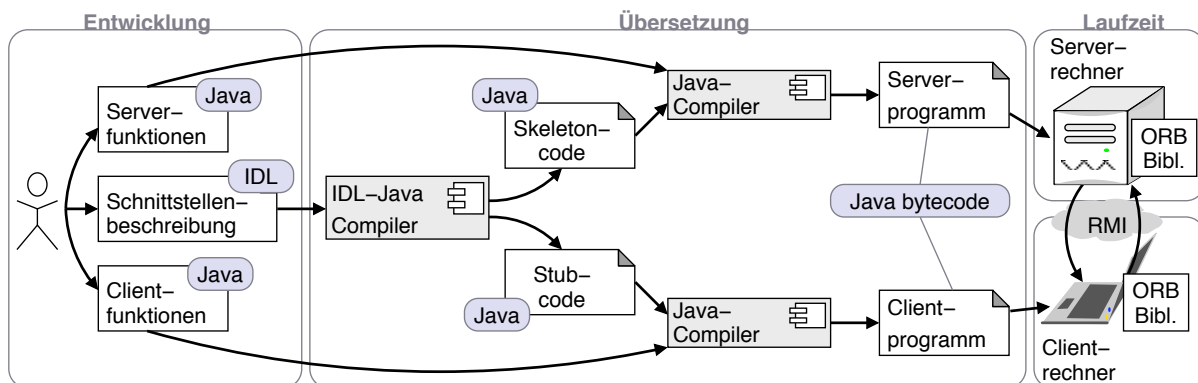 Entwicklung
Übersetzung
Laufzeit
Server–
funktionen
Java
Schnittstellen–
beschreibung
IDL
Client–
funktionen
Java
IDL–Java
Compiler
Java
Skeleton–
code
Stub–
code
Java
Java–
Compiler
Java–
Compiler
Server–
programm
Java bytecode
Client–
programm
Server–
rechner
ORB
Bibl.
RMI
ORB
Bibl.
Client–
rechner